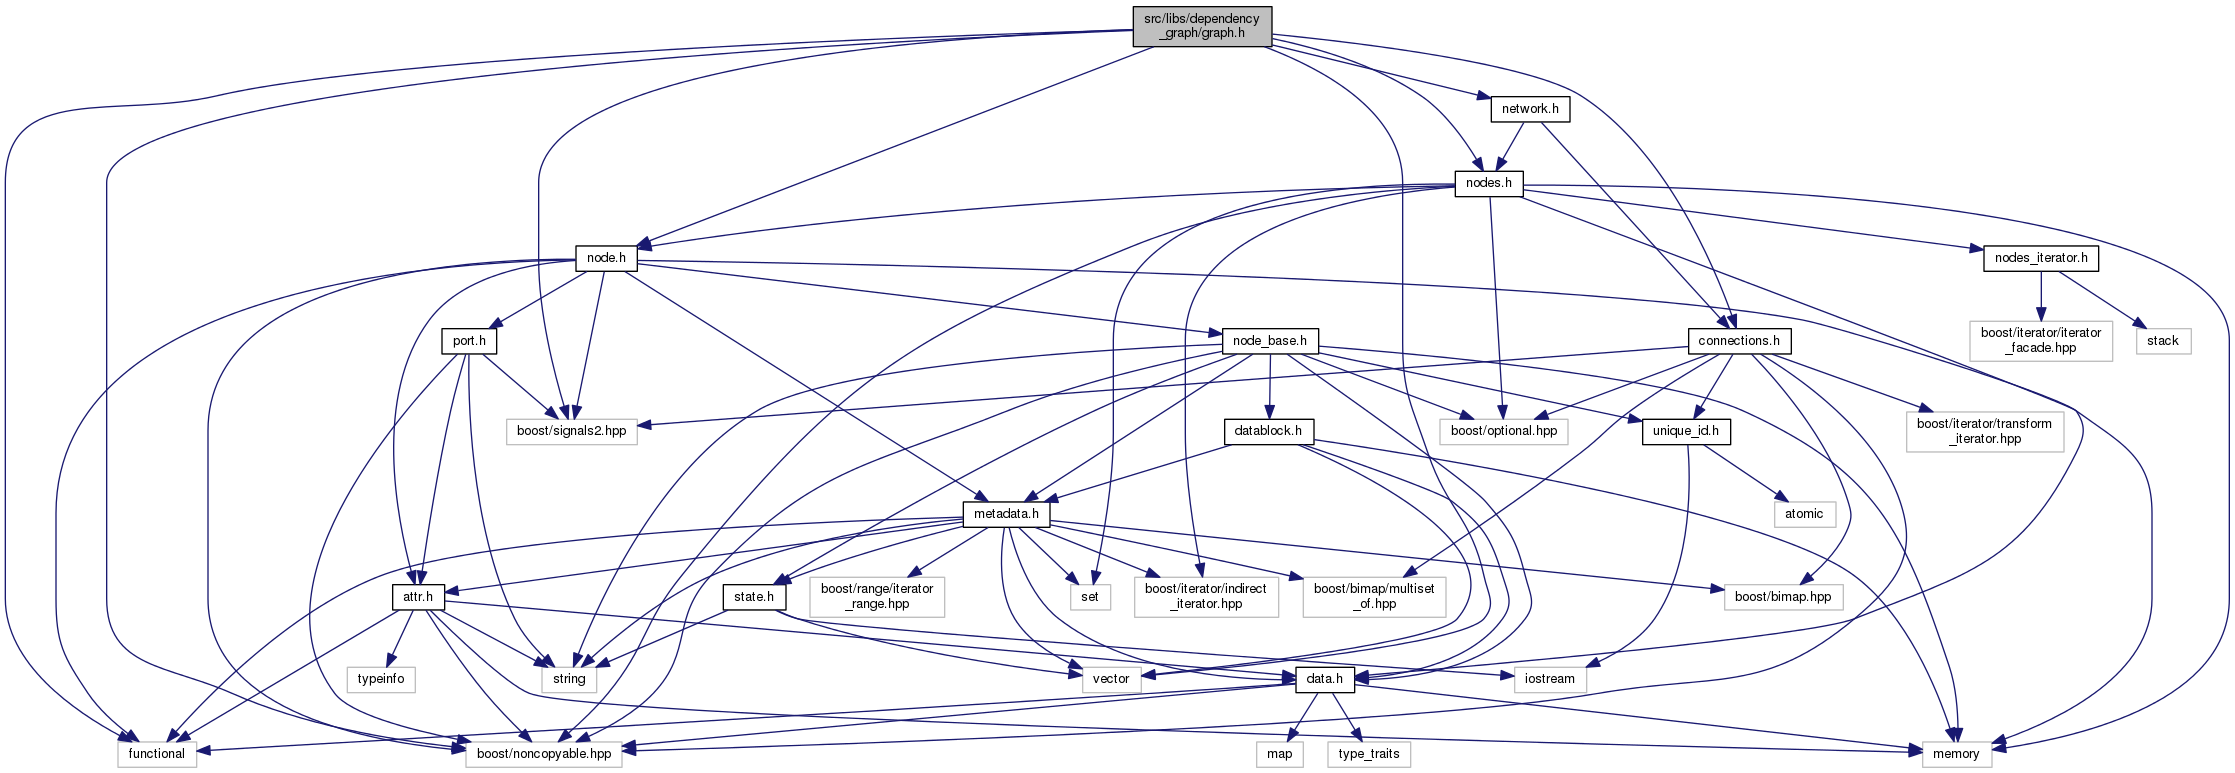 src/libs/dependency
_graph/graph.h
network.h
nodes.h
node.h
nodes_iterator.h
port.h
node_base.h
connections.h
boost/iterator/iterator
_facade.hpp
stack
boost/signals2.hpp
datablock.h
boost/optional.hpp
unique_id.h
boost/iterator/transform
_iterator.hpp
metadata.h
atomic
attr.h
state.h
boost/range/iterator
_range.hpp
set
boost/iterator/indirect
_iterator.hpp
boost/bimap/multiset
_of.hpp
boost/bimap.hpp
typeinfo
string
vector
data.h
iostream
functional
boost/noncopyable.hpp
map
type_traits
memory